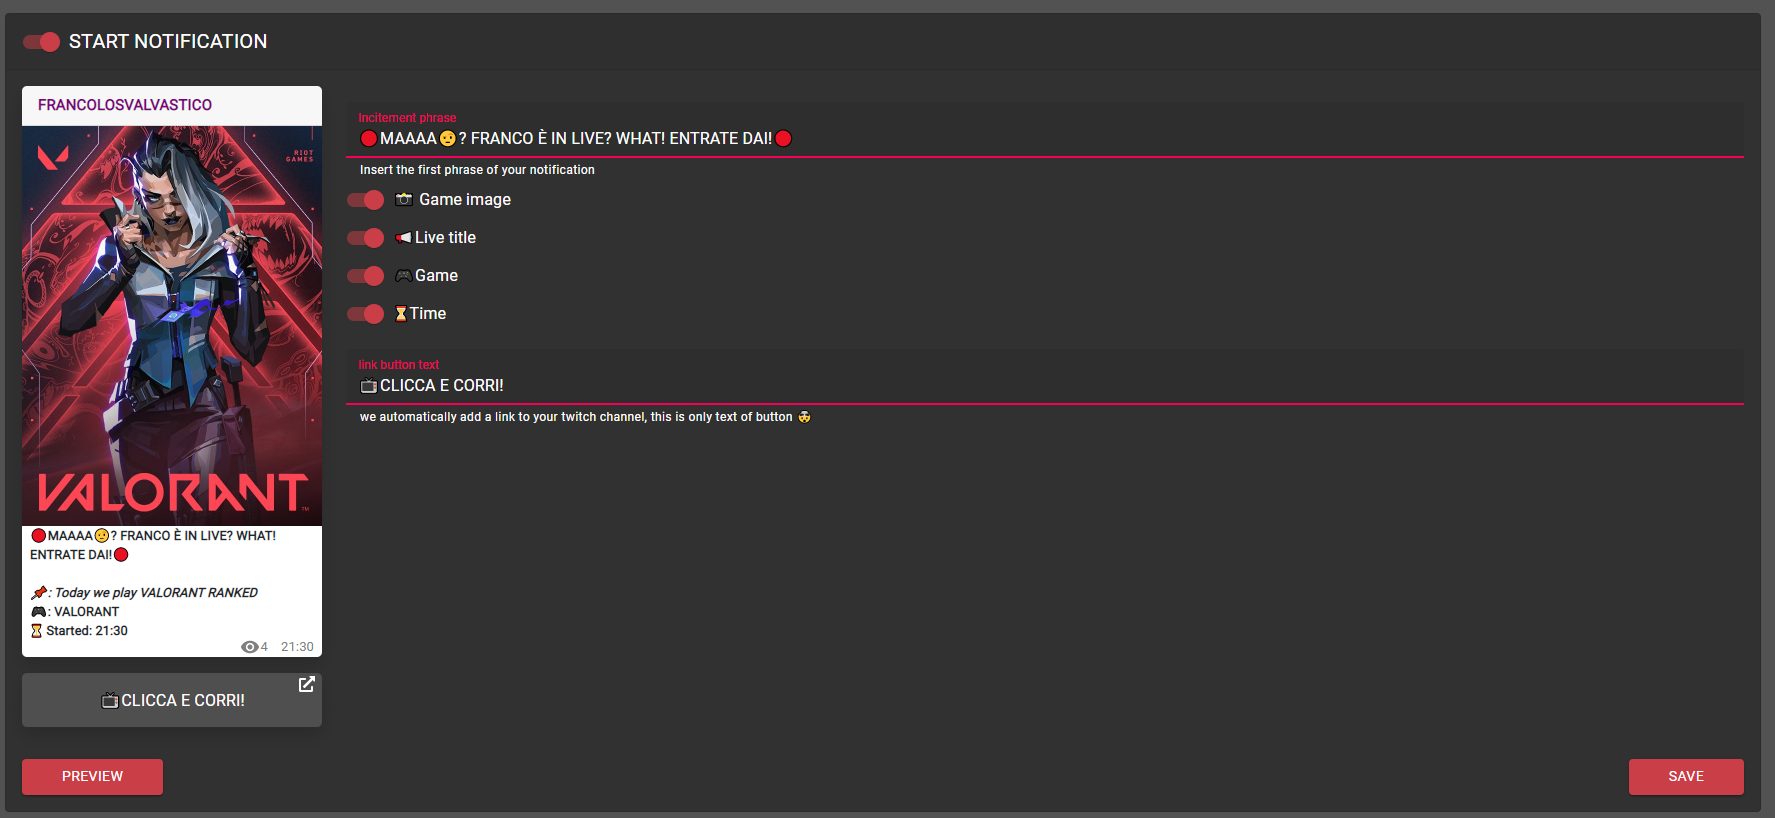 START NOTIFICATION
FRANCOLOSVALVASTICO
RIOT
GAMES
VALORANT™
🔴MAAAA🤨? FRANCO È IN LIVE? WHAT!
ENTRATE DAI!🔴
📌: Today we play VALORANT RANKED
🎮: VALORANT
⏳ Started: 21:30
4 21:30
📺CLICCA E CORRI!
PREVIEW
Incitement phrase
🔴MAAAA🤨? FRANCO È IN LIVE? WHAT! ENTRATE DAI!🔴
Insert the first phrase of your notification
📷 Game image
📢Live title
🎮Game
⏳Time
link button text
📺CLICCA E CORRI!
we automatically add a link to your twitch channel, this is only text of button 🤯
SAVE